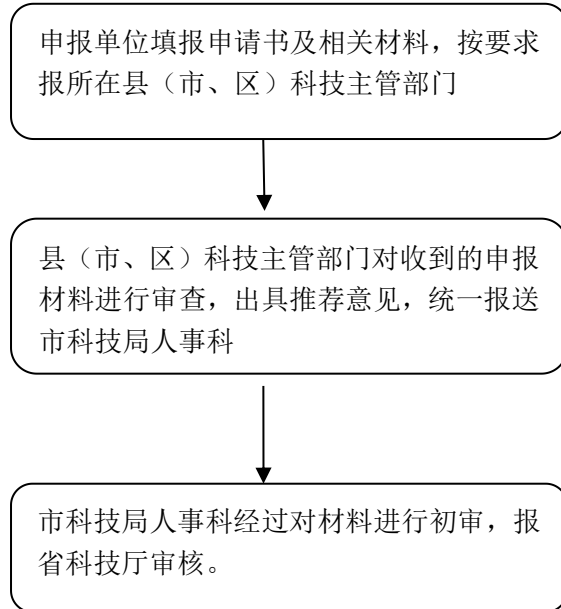 申报单位填报申请书及相关材料，按要求
报所在县（市、区）科技主管部门
县（市、区）科技主管部门对收到的申报
材料进行审查，出具推荐意见，统一报送
市科技局人事科
市科技局人事科经过对材料进行初审，报
省科技厅审核。